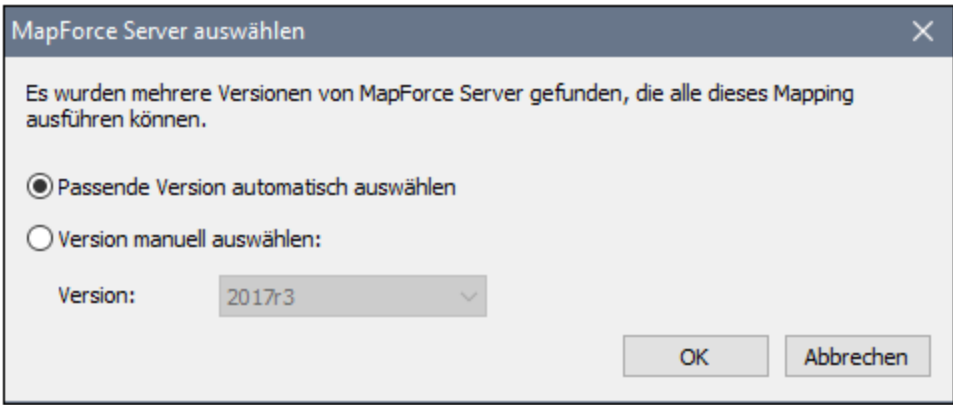 MapForce Server auswählen
Es wurden mehrere Versionen von MapForce Server gefunden, die alle dieses Mapping
ausführen können.
Passende Version automatisch auswählen
Version manuell auswählen:
Version: 2017r3
OK Abbrechen